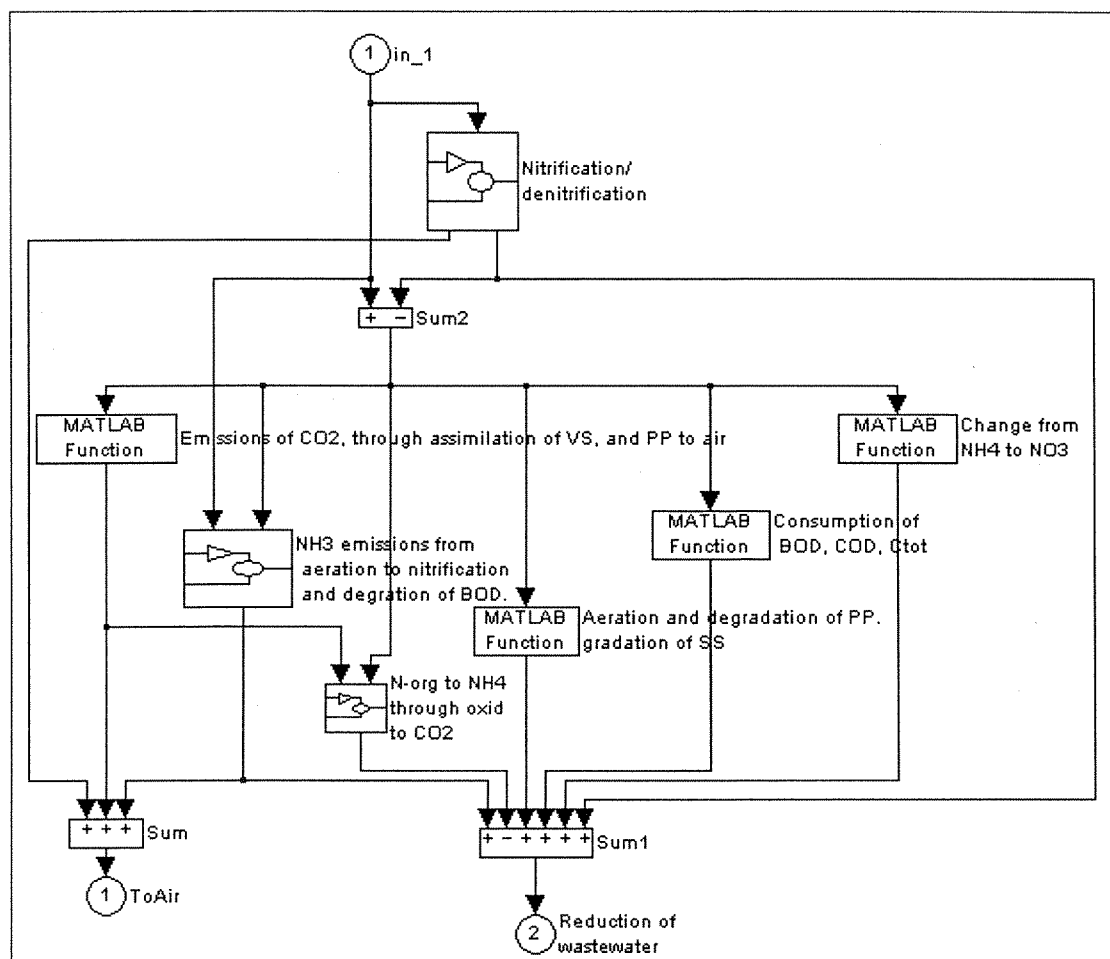 1 in_1
Nitrification/
denitrification
+ − Sum2
MATLAB
Function
Emissions of CO2, through assimilation of VS, and PP to air
MATLAB
Function
Change from
NH4 to NO3
MATLAB
Function
Consumption of
BOD, COD, Ctot
NH3 emissions from
aeration to nitrification
and degration of BOD.
MATLAB
Function
Aeration and degradation of PP.
gradation of SS
N-org to NH4
through oxid
to CO2
+ + + Sum
+ − + + + + Sum1
1 ToAir
2 Reduction of
wastewater